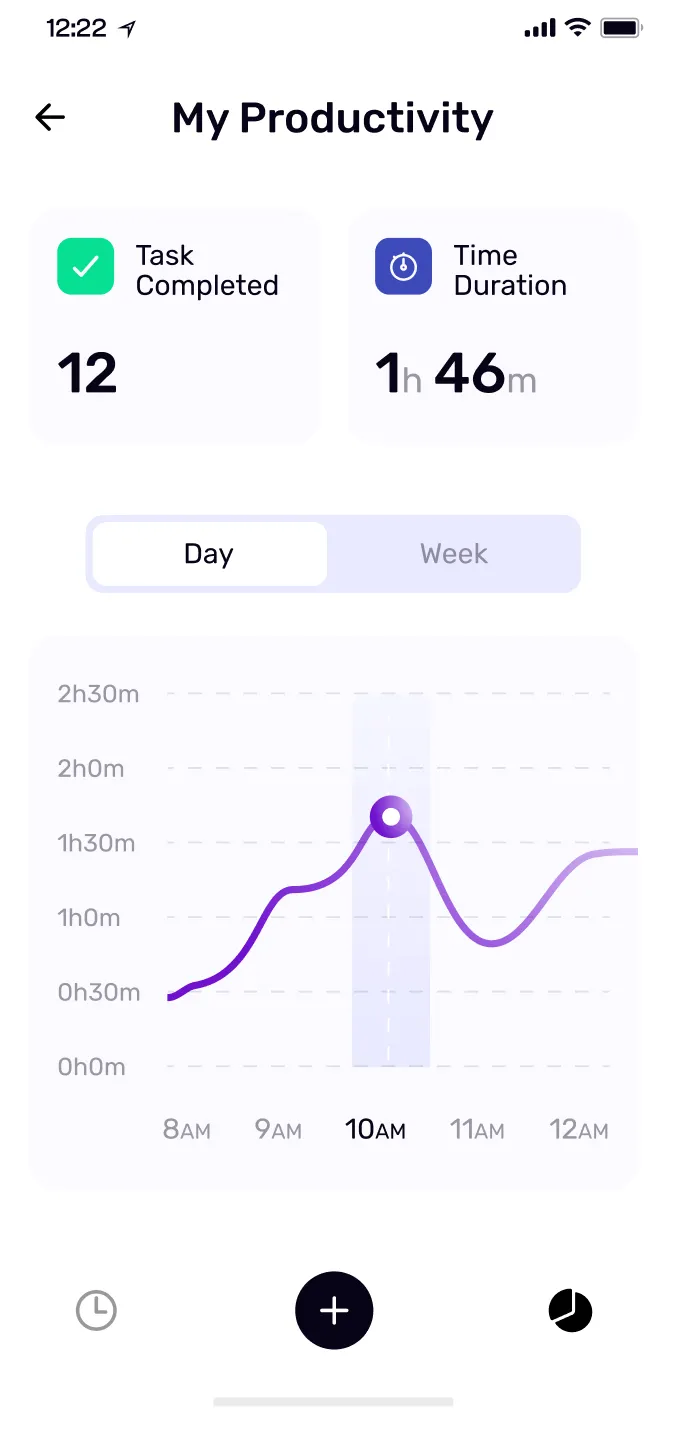 12:22
My Productivity
Task
Completed
12
Time
Duration
1h 46m
Day
Week
2h30m
2h0m
1h30m
1h0m
0h30m
0h0m
8AM 9AM 10AM 11AM 12AM